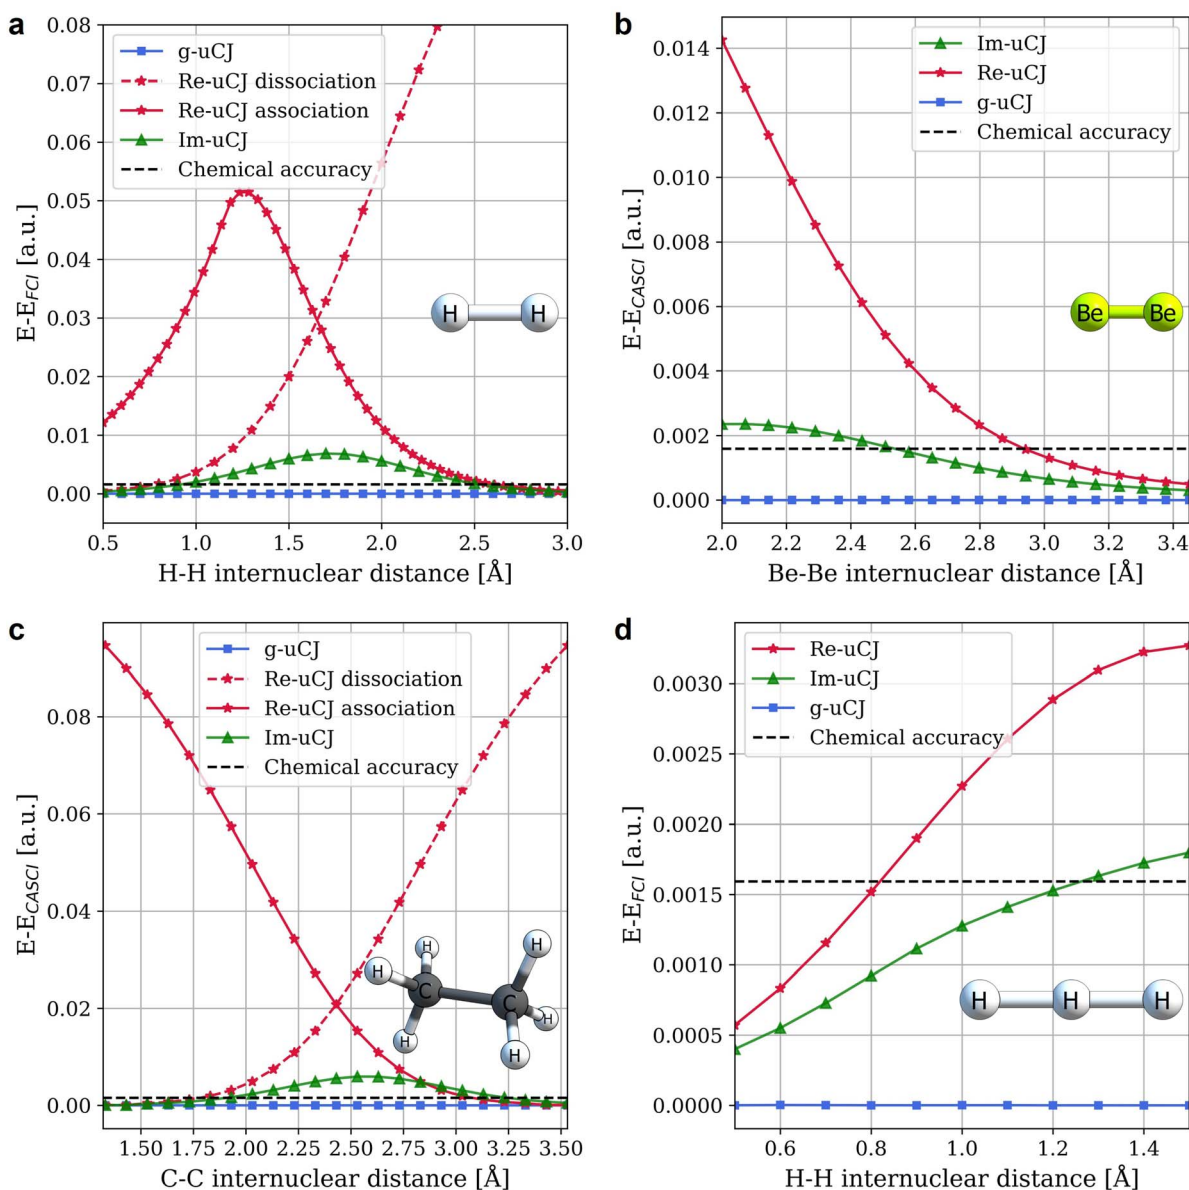 a
g-uCJ
Re-uCJ dissociation
Re-uCJ association
Im-uCJ
Chemical accuracy
0.08
0.07
0.06
0.05
0.04
0.03
0.02
0.01
0.00
E-E_FCI [a.u.]
H H
0.5 1.0 1.5 2.0 2.5 3.0
H-H internuclear distance [Å]
b
Im-uCJ
Re-uCJ
g-uCJ
Chemical accuracy
0.014
0.012
0.010
0.008
0.006
0.004
0.002
0.000
E-E_CASCI [a.u.]
Be Be
2.0 2.2 2.4 2.6 2.8 3.0 3.2 3.4
Be-Be internuclear distance [Å]
c
g-uCJ
Re-uCJ dissociation
Re-uCJ association
Im-uCJ
Chemical accuracy
0.08
0.06
0.04
0.02
0.00
E-E_CASCI [a.u.]
H H H
C C
H H H
1.50 1.75 2.00 2.25 2.50 2.75 3.00 3.25 3.50
C-C internuclear distance [Å]
d
Re-uCJ
Im-uCJ
g-uCJ
Chemical accuracy
0.0030
0.0025
0.0020
0.0015
0.0010
0.0005
0.0000
E-E_FCI [a.u.]
H H H
0.6 0.8 1.0 1.2 1.4
H-H internuclear distance [Å]